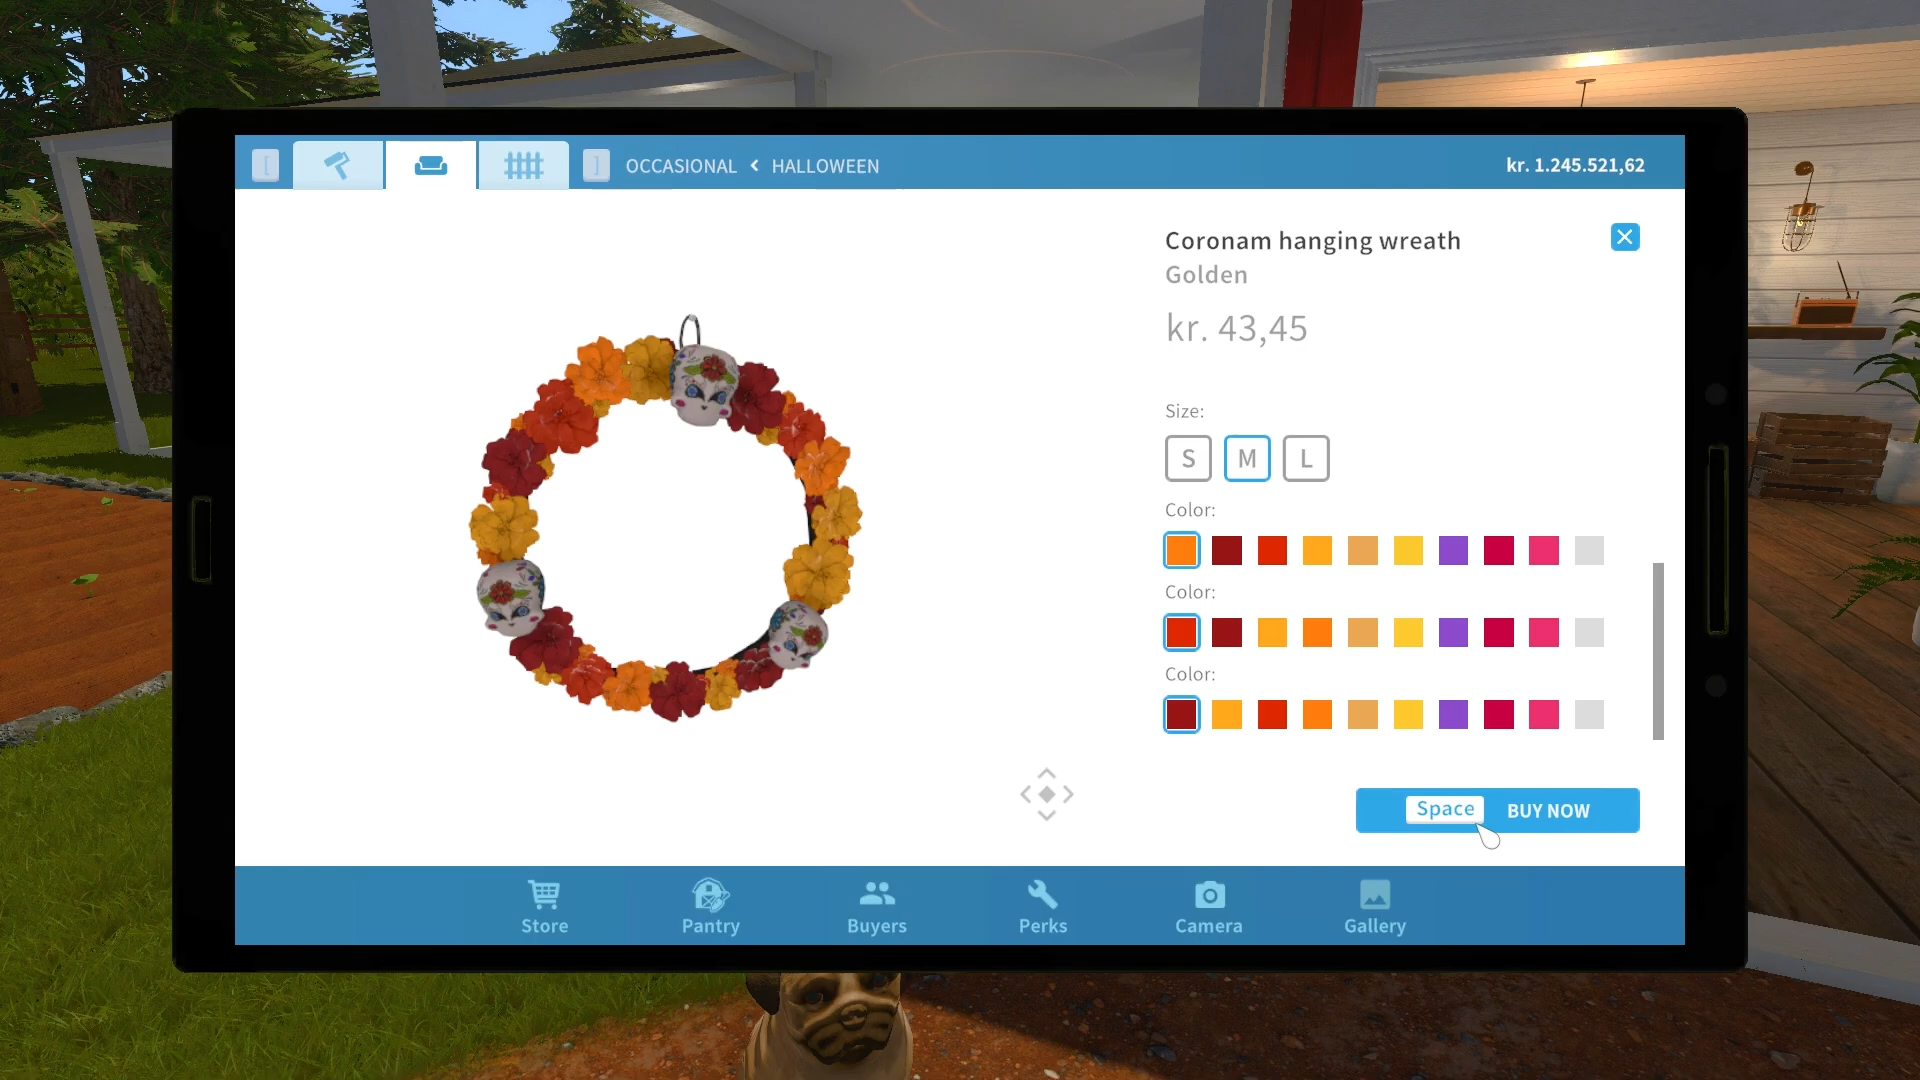 [
]
OCCASIONAL < HALLOWEEN
kr. 1.245.521,62
Coronam hanging wreath
Golden
kr. 43,45
Size:
S M L
Color:
Color:
Color:
Space BUY NOW
Store Pantry Buyers Perks Camera Gallery